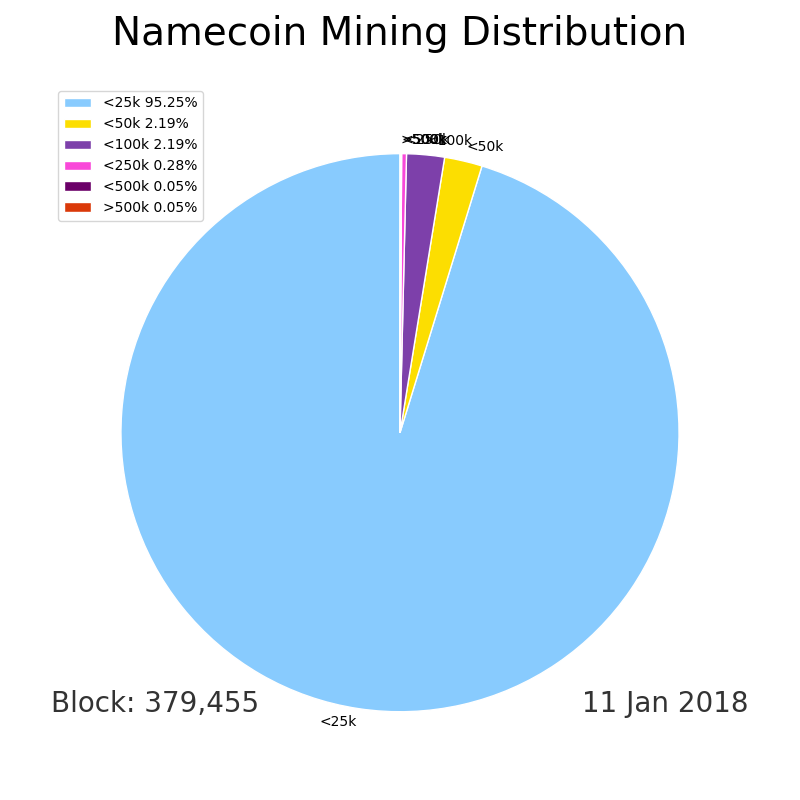 Namecoin Mining Distribution
<25k 95.25%
<50k 2.19%
<100k 2.19%
<250k 0.28%
<500k 0.05%
>500k 0.05%
<50k
<25k
Block: 379,455
11 Jan 2018